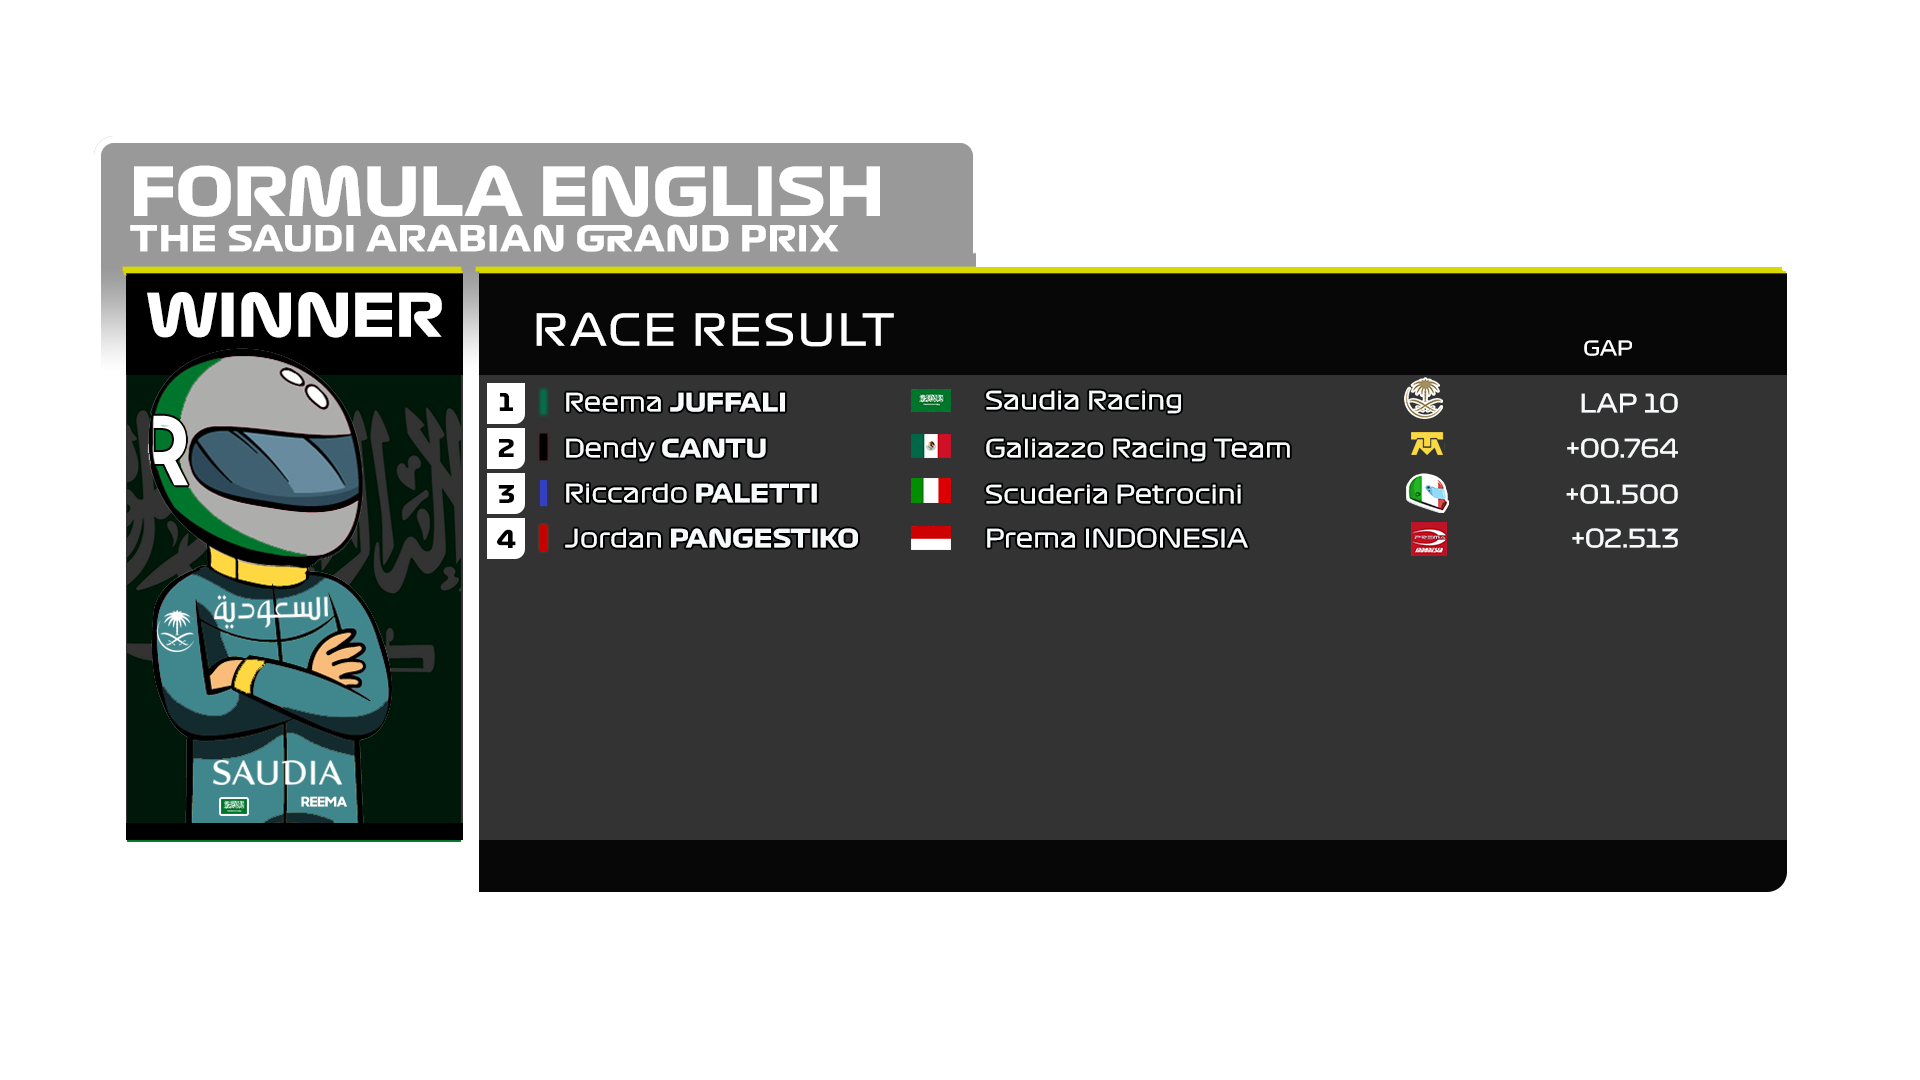 FORMULA ENGLISH
THE SAUDI ARABIAN GRAND PRIX
WINNER
R
السعودية
SAUDIA
REEMA
RACE RESULT
GAP
1 Reema JUFFALI Saudia Racing LAP 10
2 Dendy CANTU Galiazzo Racing Team +00.764
3 Riccardo PALETTI Scuderia Petrocini +01.500
4 Jordan PANGESTIKO Prema INDONESIA PREMA INDONESIA +02.513